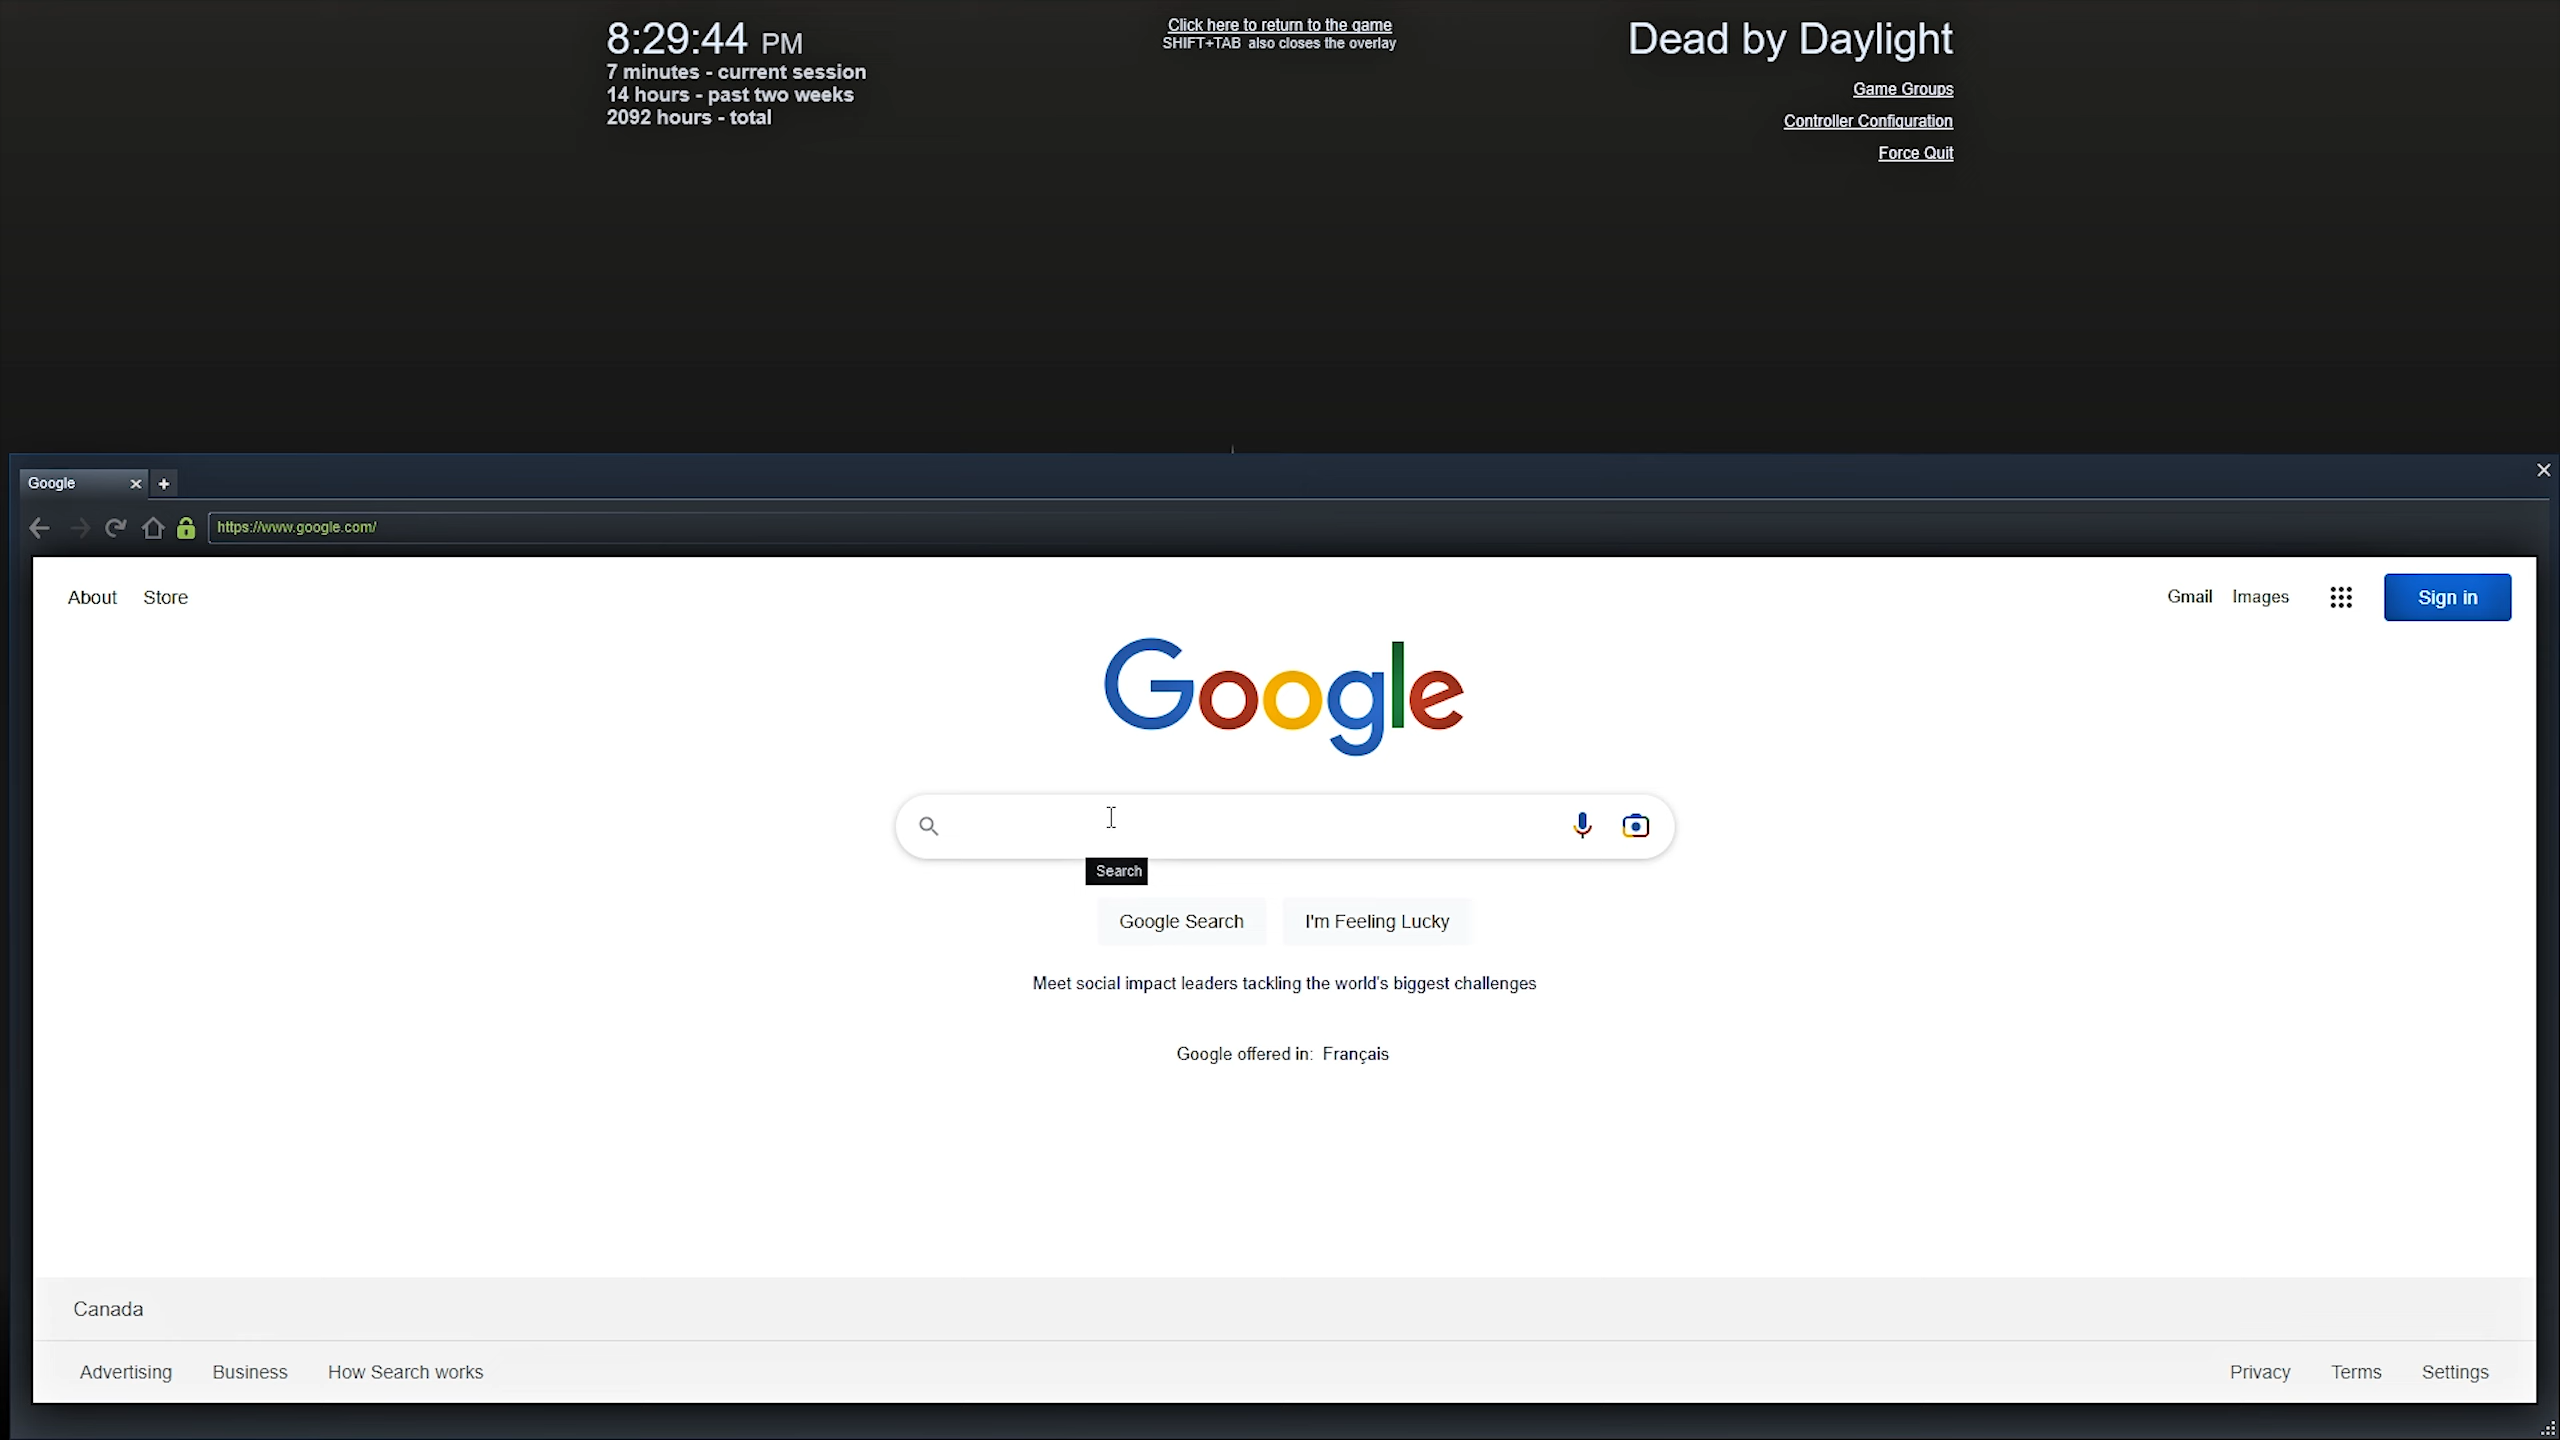 8:29:44 PM
7 minutes - current session
14 hours - past two weeks
2092 hours - total
Click here to return to the game
SHIFT+TAB also closes the overlay
Dead by Daylight
Game Groups
Controller Configuration
Force Quit
Google
https://www.google.com/
About Store
Gmail Images Sign in
Google
Search
Google Search I'm Feeling Lucky
Meet social impact leaders tackling the world's biggest challenges
Google offered in: Français
Canada
Advertising Business How Search works
Privacy Terms Settings